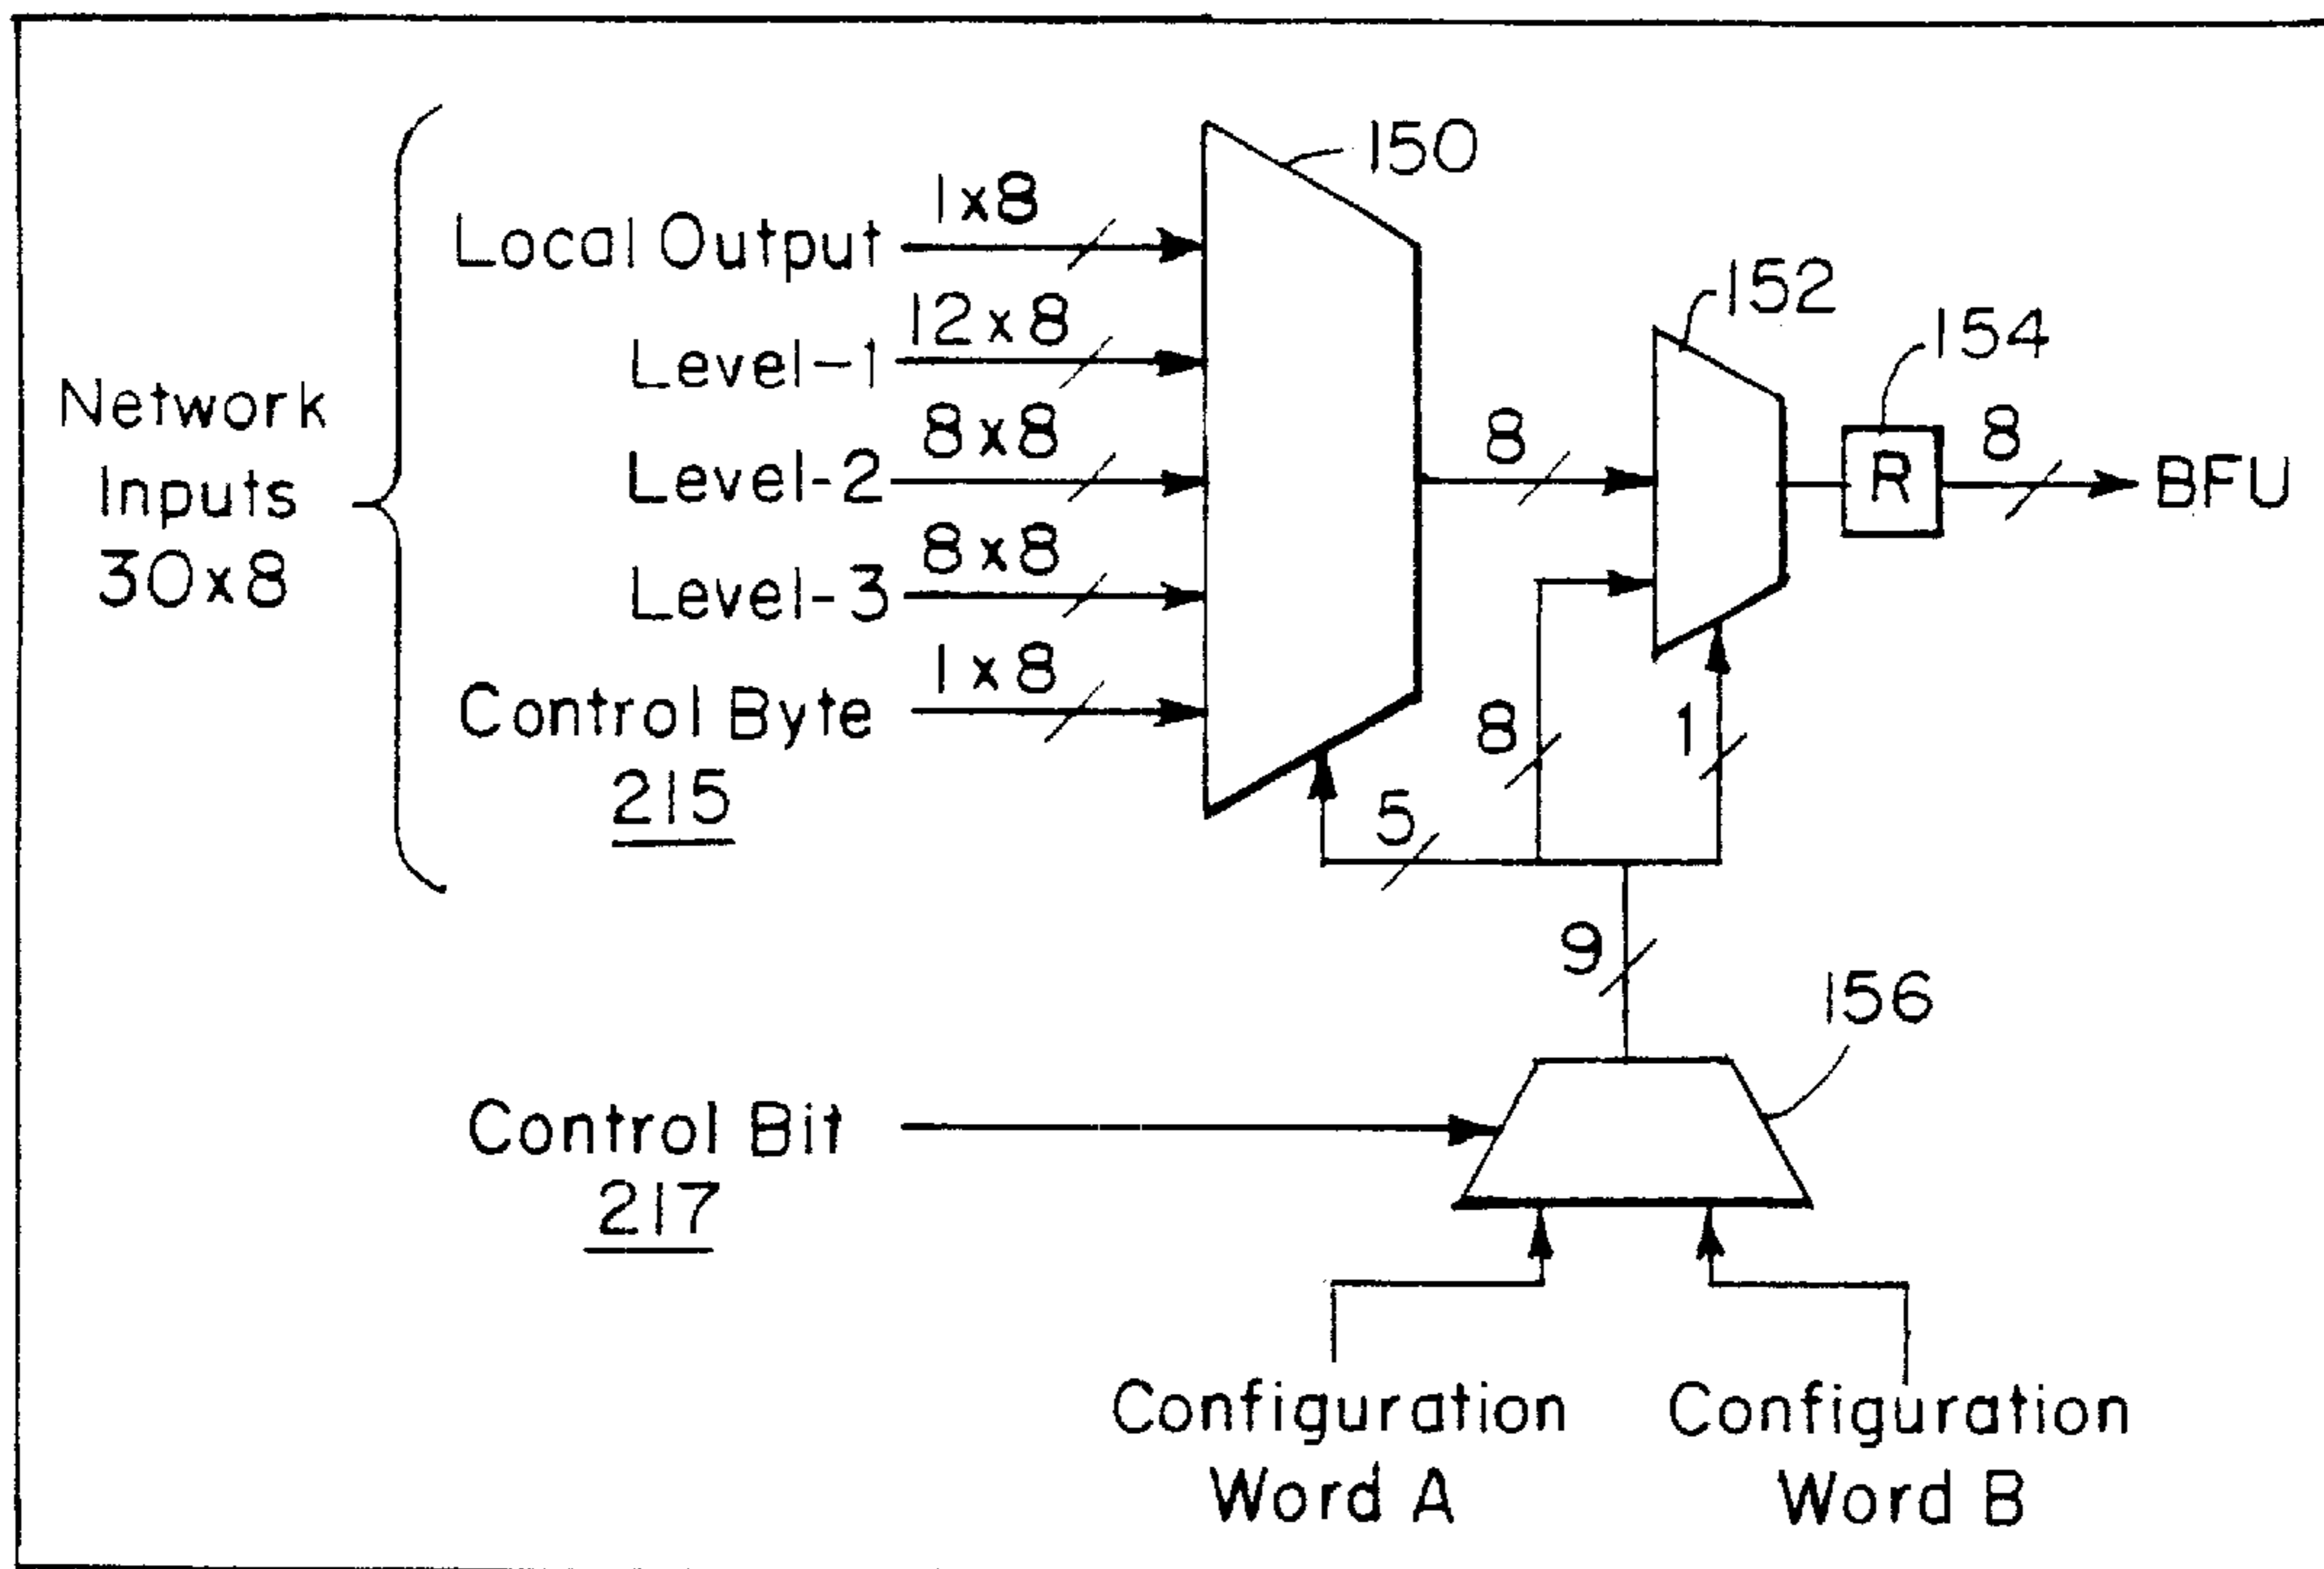 Network
Inputs
30x8
Local Output
1x8
Level-1
12x8
Level-2
8x8
Level-3
8x8
Control Byte
1x8
215
150
8
152
154
R
8
BFU
5
8
1
9
156
Control Bit
217
Configuration
Word A
Configuration
Word B